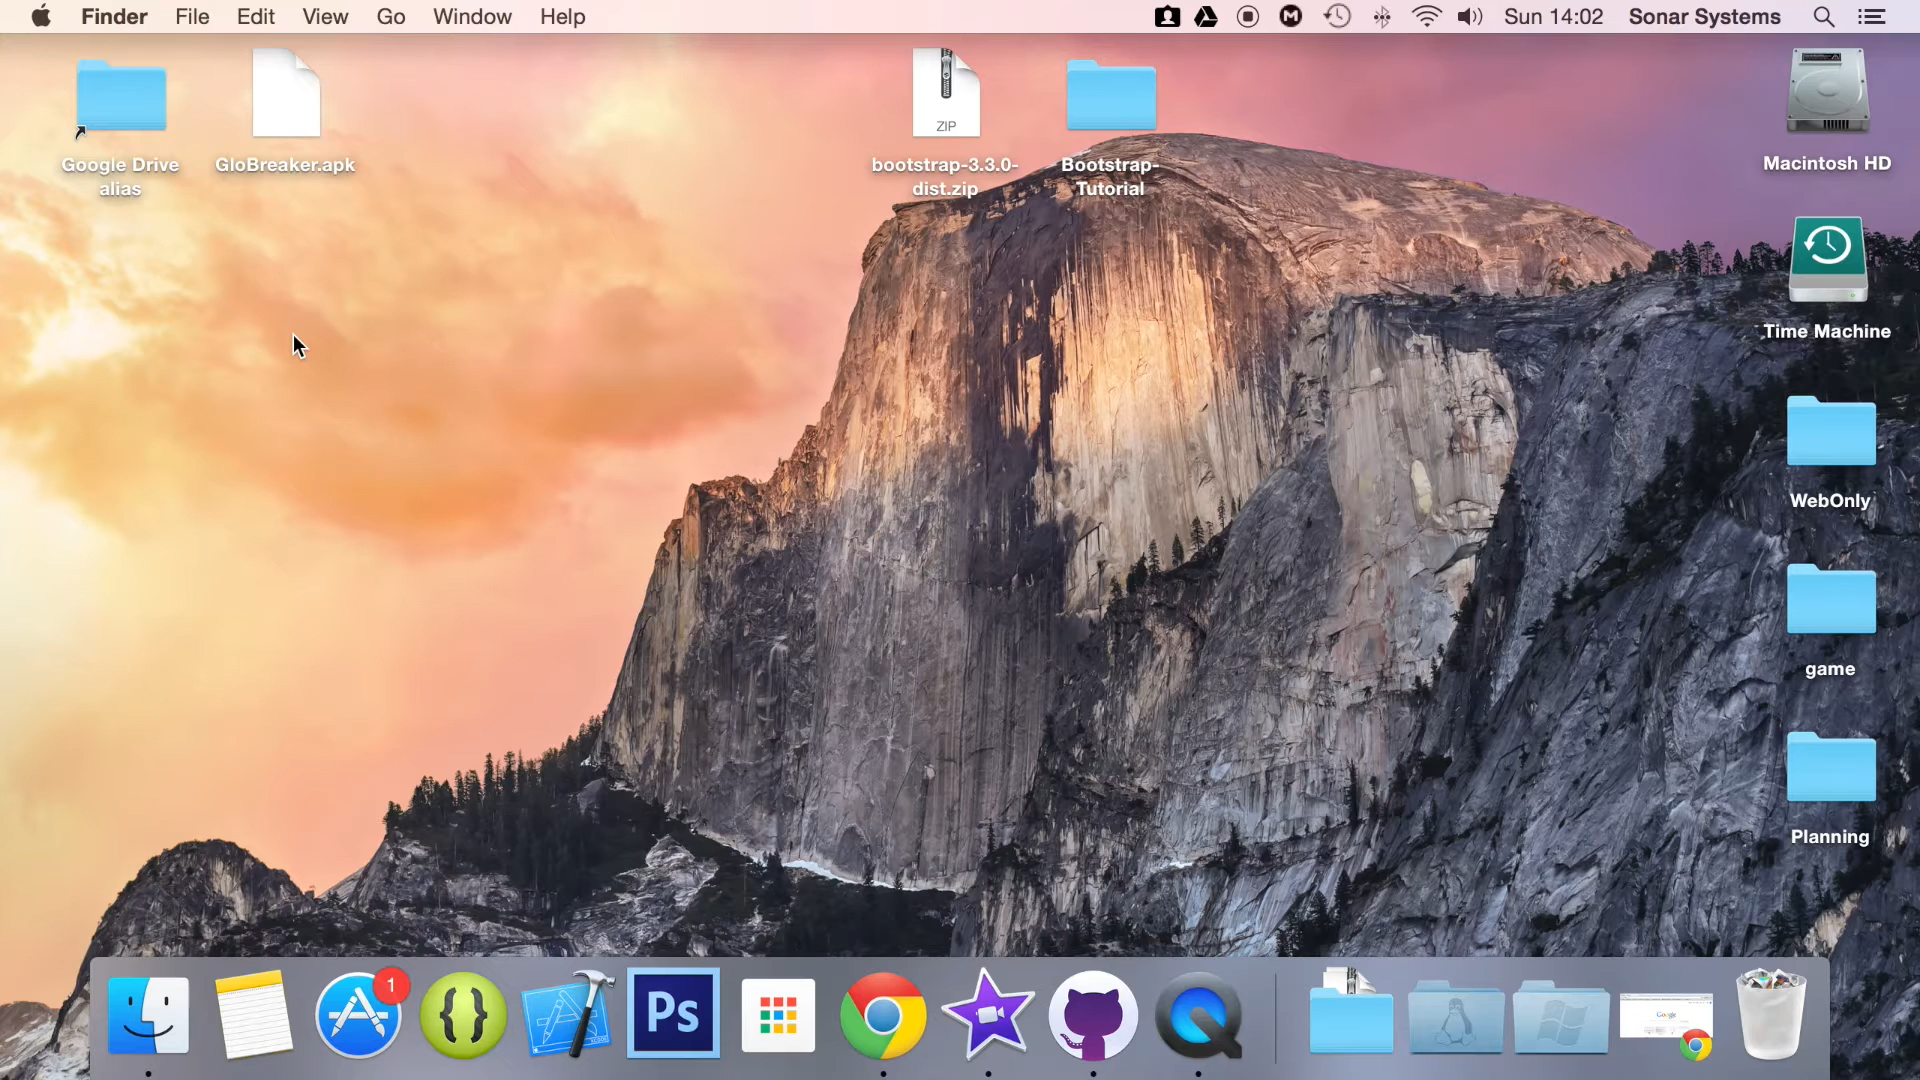 Finder File Edit View Go Window Help Sun 14:02 Sonar Systems
Google Drive
alias
GloBreaker.apk
ZIP
bootstrap-3.3.0-
dist.zip
Bootstrap-
Tutorial
Macintosh HD
Time Machine
WebOnly
game
Planning
1
Ps
Google